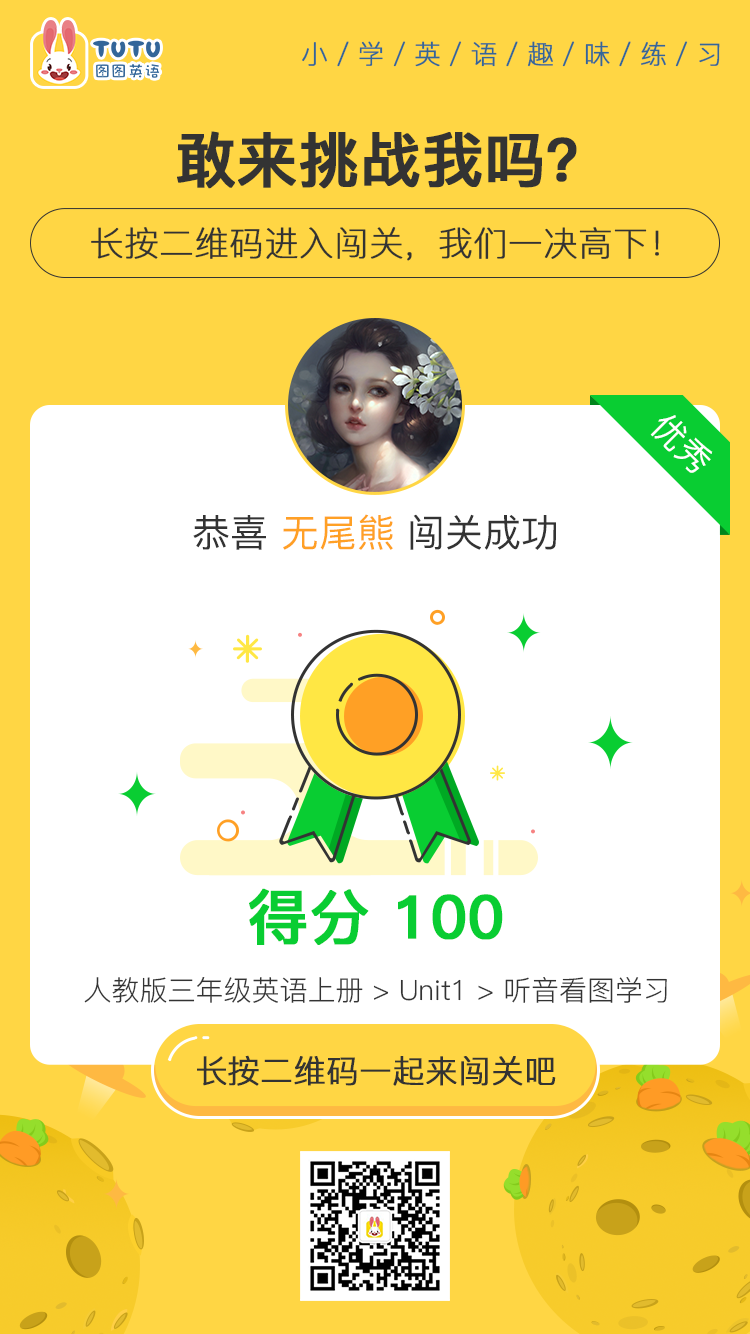 TUTU
图图英语
小/学/英/语/趣/味/练/习
敢来挑战我吗?
长按二维码进入闯关，我们一决高下！
优秀
恭喜 无尾熊 闯关成功
得分 100
人教版三年级英语上册 > Unit1 > 听音看图学习
长按二维码一起来闯关吧